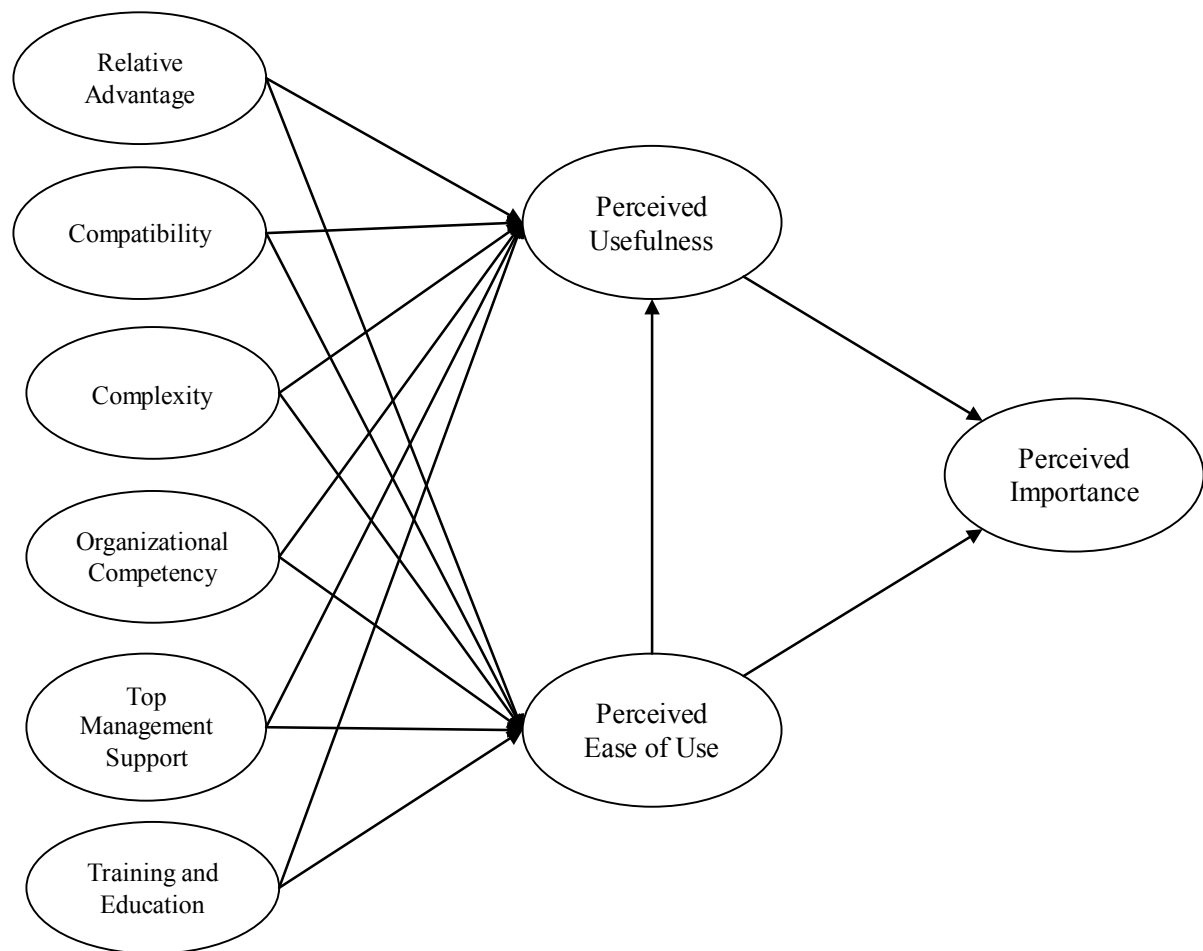 Relative
Advantage
Compatibility
Complexity
Organizational
Competency
Top
Management
Support
Training and
Education
Perceived
Usefulness
Perceived
Ease of Use
Perceived
Importance